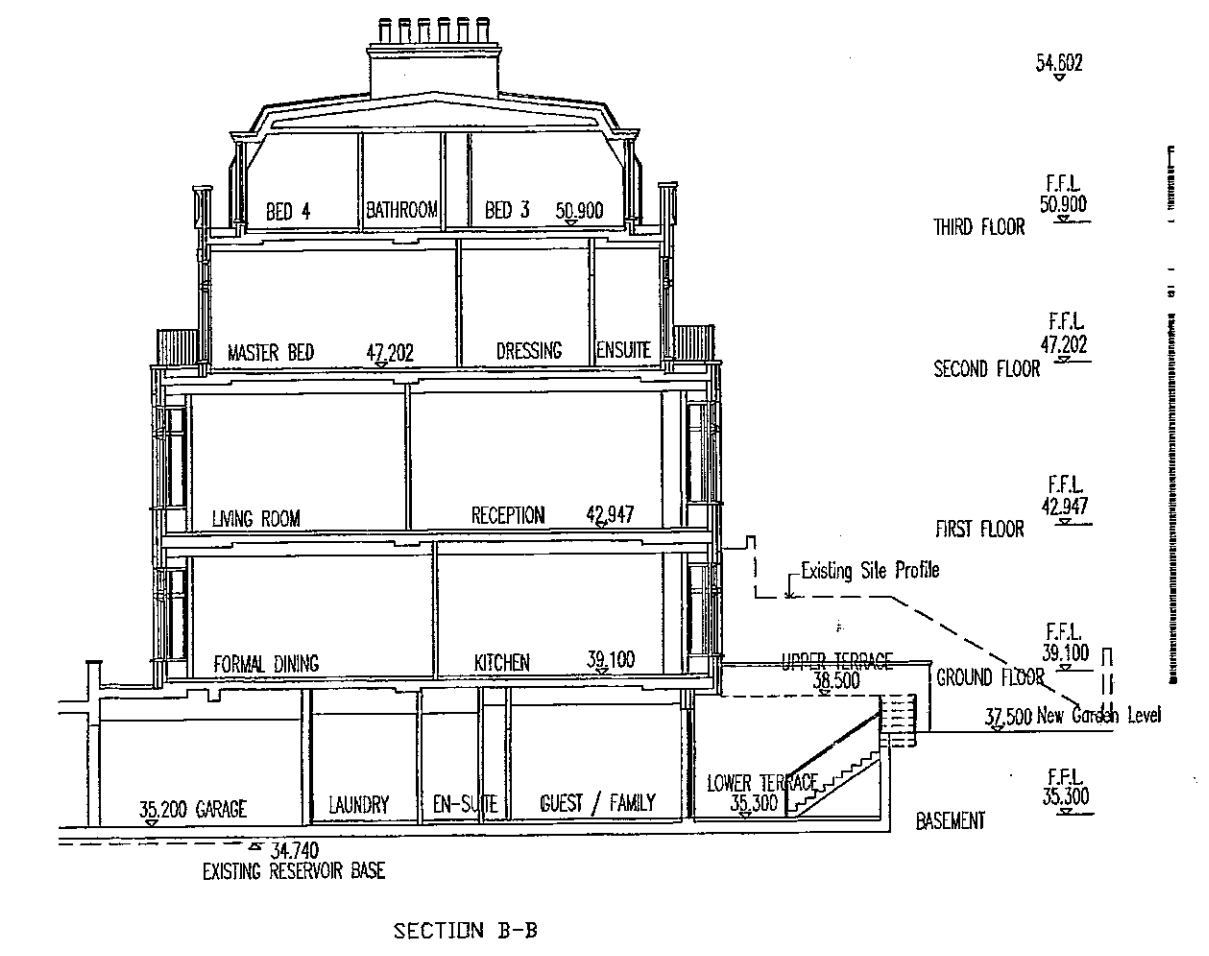 54.602
F.F.L
50.900
THIRD FLOOR
BED 4 BATHROOM BED 3 50.900
F.F.L
47.202
SECOND FLOOR
MASTER BED 47.202 DRESSING ENSUITE
F.F.L.
42.947
FIRST FLOOR
LIVING ROOM RECEPTION 42.947
Existing Site Profile
F.F.L.
39.100
GROUND FLOOR
FORMAL DINING KITCHEN 39.100
UPPER TERRACE
38.500
37.500 New Garden Level
F.F.L
35.300
BASEMENT
35.200 GARAGE LAUNDRY EN-SUITE GUEST / FAMILY
LOWER TERRACE
35.300
34.740
EXISTING RESERVOIR BASE
SECTION B-B